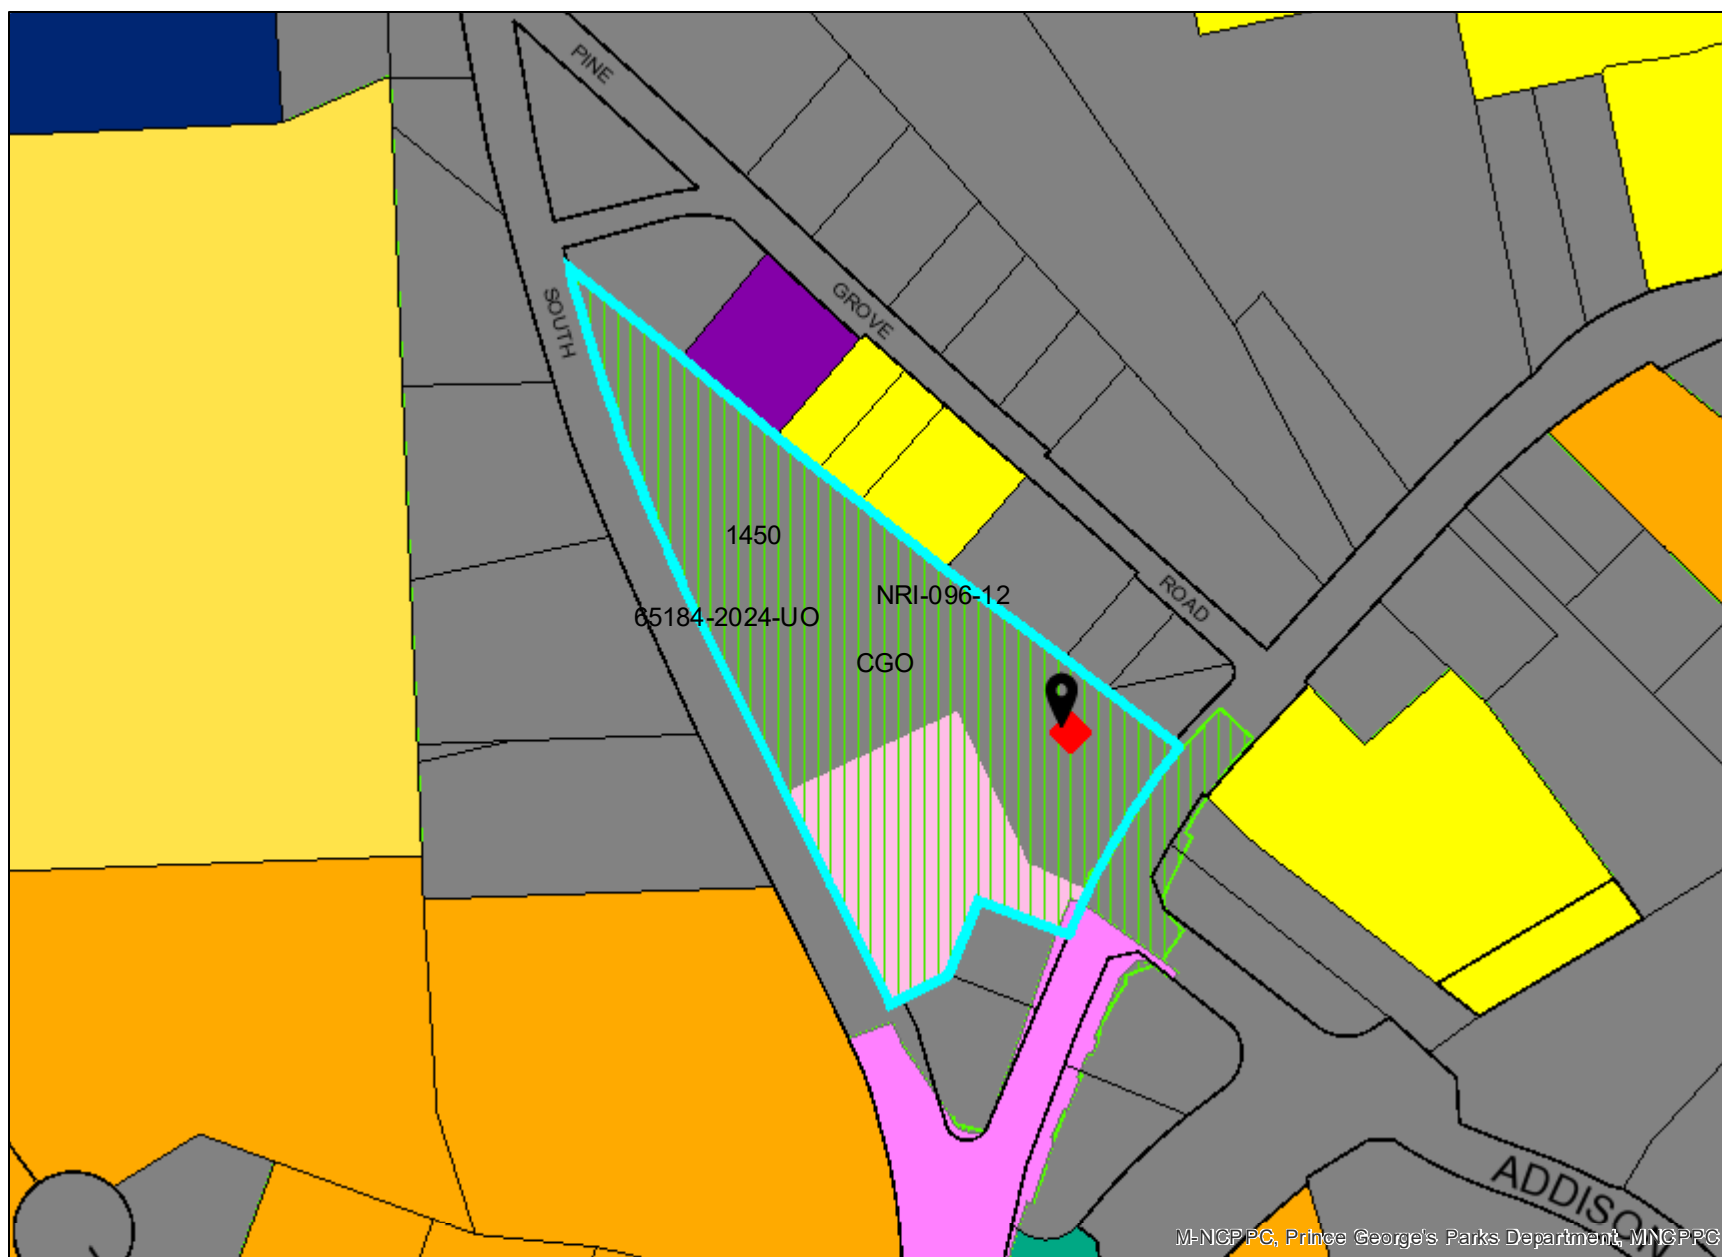 PINE
GROVE
SOUTH
1450
NRI-096-12
ROAD
65184-2024-UO
CGO
ADDISON
M-NCPPC, Prince George's Parks Department, MNCPPC